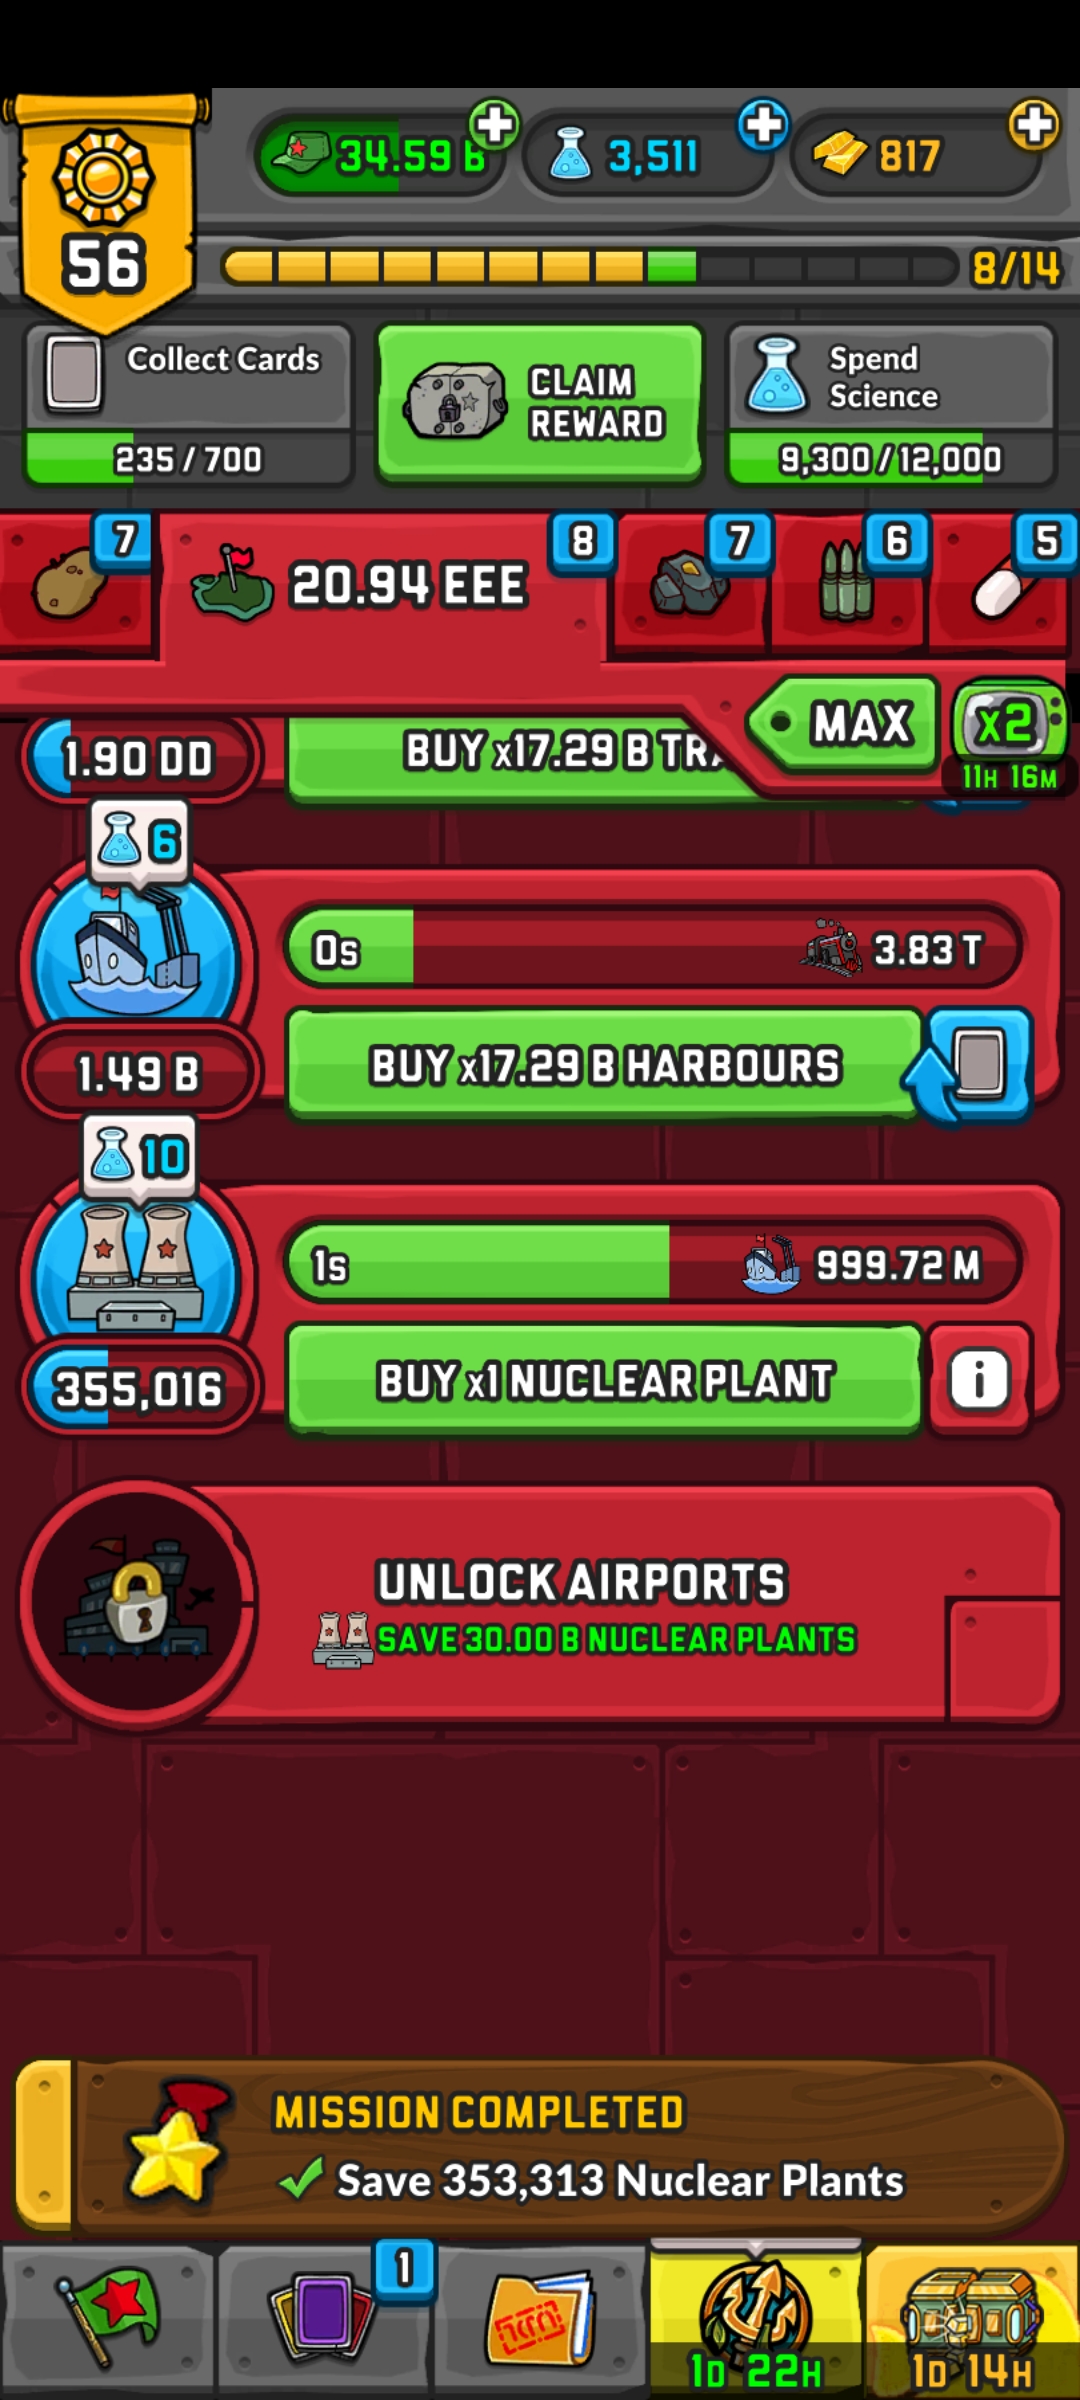 34.59 B
3,511
817
56
8/14
Collect Cards
235 / 700
CLAIM
REWARD
Spend
Science
9,300 / 12,000
7
20.94 EEE
8
7
6
5
MAX
x2
11H 16M
1.90 DD
BUY x17.29 B TRA
6
0s
3.83 T
1.49 B
BUY x17.29 B HARBOURS
10
1s
999.72 M
355,016
BUY x1 NUCLEAR PLANT
i
UNLOCK AIRPORTS
SAVE 30.00 B NUCLEAR PLANTS
MISSION COMPLETED
Save 353,313 Nuclear Plants
1
1D 22H
1D 14H